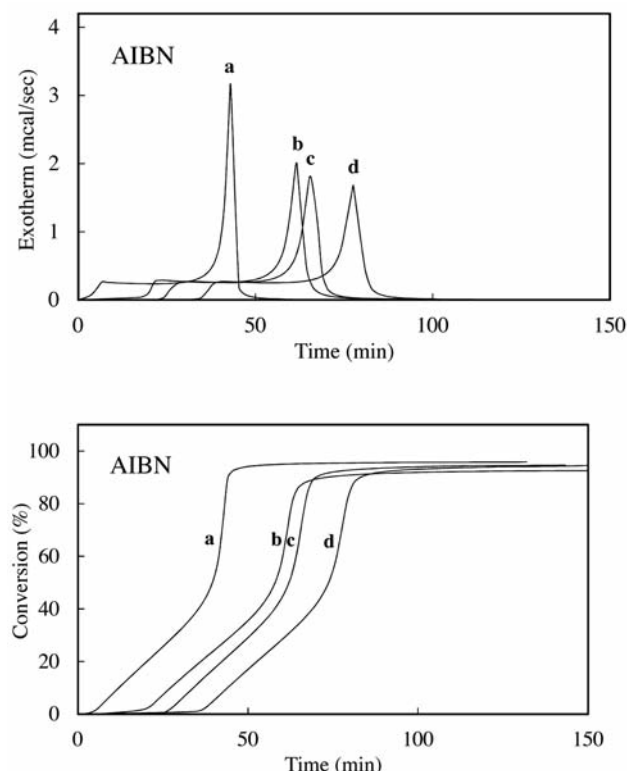 4
3
2
1
0
Exotherm (mcal/sec)
AIBN
a
b
c
d
0
50
100
150
Time (min)
100
80
60
40
20
0
Conversion (%)
AIBN
a
b
c
d
0
50
100
150
Time (min)